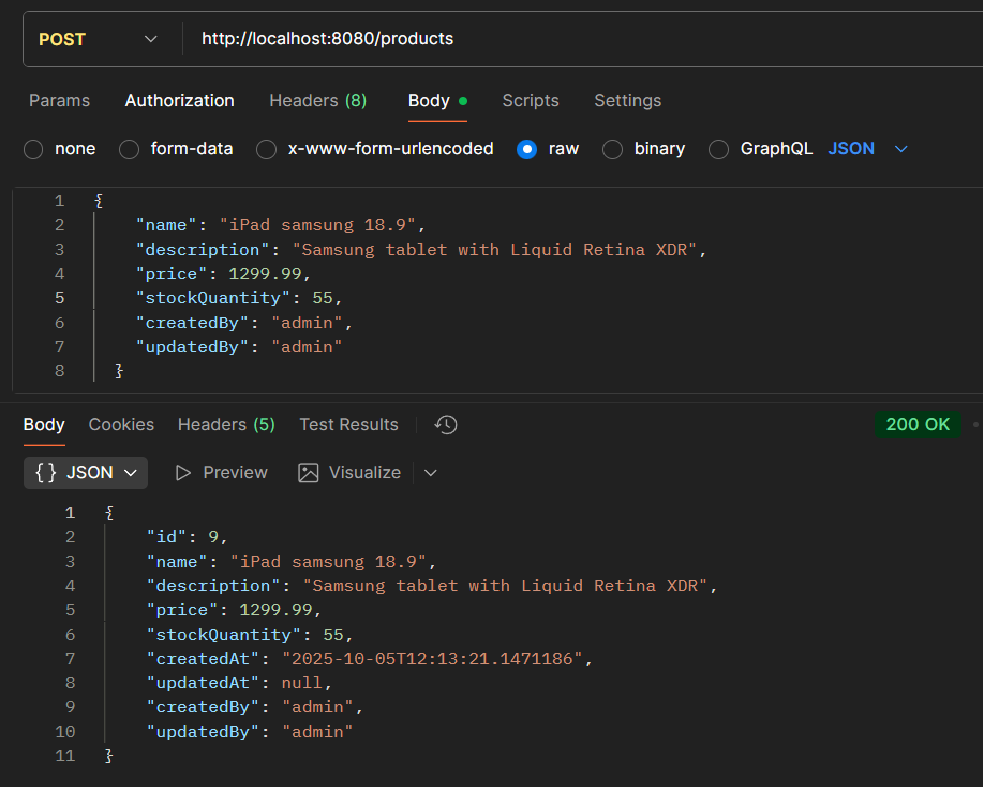 POST http://localhost:8080/products
Params Authorization Headers (8) Body Scripts Settings
none form-data x-www-form-urlencoded raw binary GraphQL JSON
1 {
2 "name": "iPad samsung 18.9",
3 "description": "Samsung tablet with Liquid Retina XDR",
4 "price": 1299.99,
5 "stockQuantity": 55,
6 "createdBy": "admin",
7 "updatedBy": "admin"
8 }
Body Cookies Headers (5) Test Results 200 OK
{} JSON Preview Visualize
1 {
2 "id": 9,
3 "name": "iPad samsung 18.9",
4 "description": "Samsung tablet with Liquid Retina XDR",
5 "price": 1299.99,
6 "stockQuantity": 55,
7 "createdAt": "2025-10-05T12:13:21.1471186",
8 "updatedAt": null,
9 "createdBy": "admin",
10 "updatedBy": "admin"
11 }